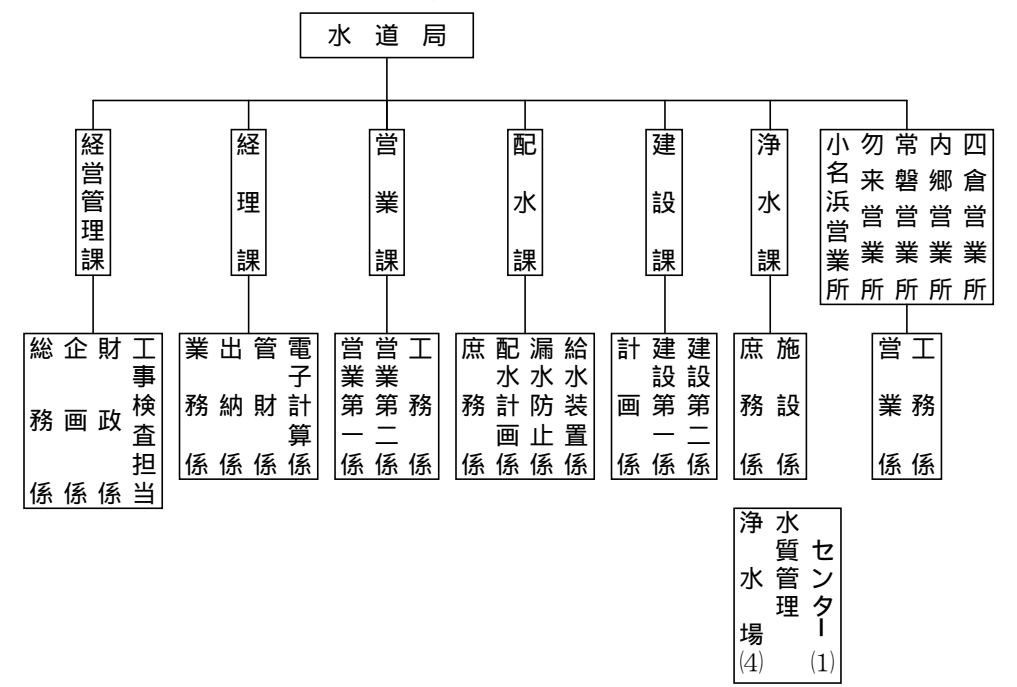 水道局
経営管理課
経理課
営業課
配水課
建設課
浄水課
小名浜営業所
勿来営業所
常磐営業所
内郷営業所
四倉営業所
総務係
企画係
財政係
工事検査担当
業務係
出納係
管財係
電子計算係
営業第一係
営業第二係
工務係
庶務係
配水計画係
漏水防止係
給水装置係
計画係
建設第一係
建設第二係
庶務係
施設係
営業係
工務係
浄水場(4)
水質管理
センター(1)